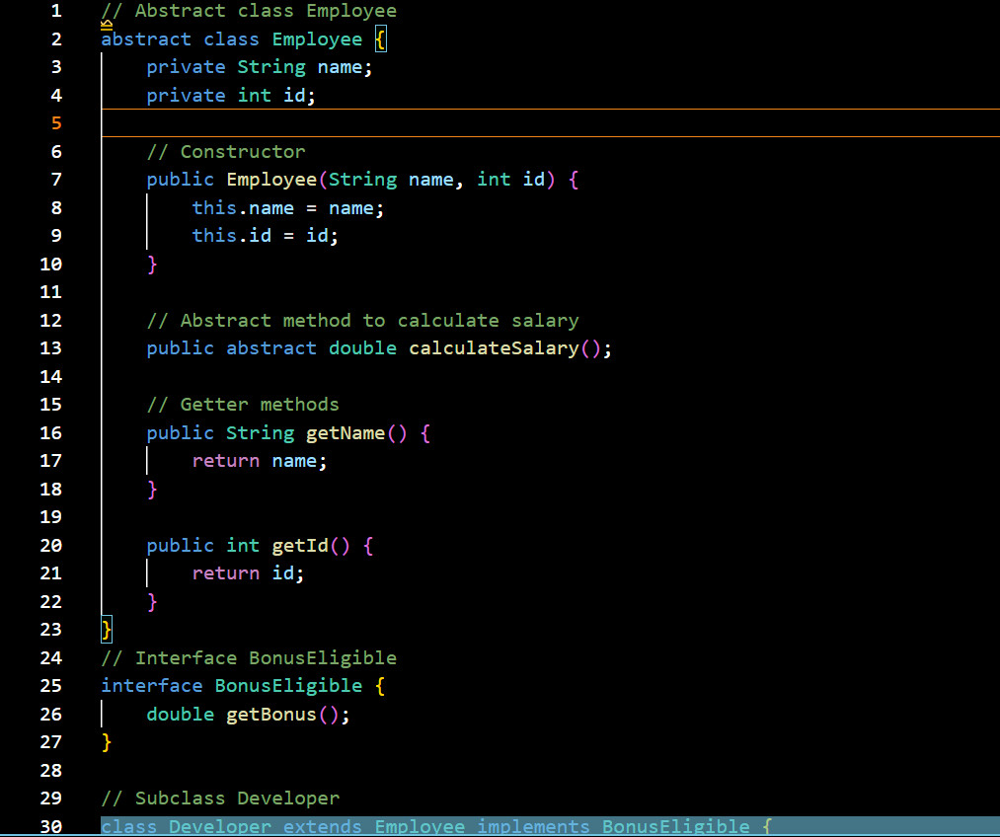 1 // Abstract class Employee
2 abstract class Employee {
3     private String name;
4     private int id;
5
6     // Constructor
7     public Employee(String name, int id) {
8         this.name = name;
9         this.id = id;
10     }
11
12     // Abstract method to calculate salary
13     public abstract double calculateSalary();
14
15     // Getter methods
16     public String getName() {
17         return name;
18     }
19
20     public int getId() {
21         return id;
22     }
23 }
24 // Interface BonusEligible
25 interface BonusEligible {
26     double getBonus();
27 }
28
29 // Subclass Developer
30 class Developer extends Employee implements BonusEligible {